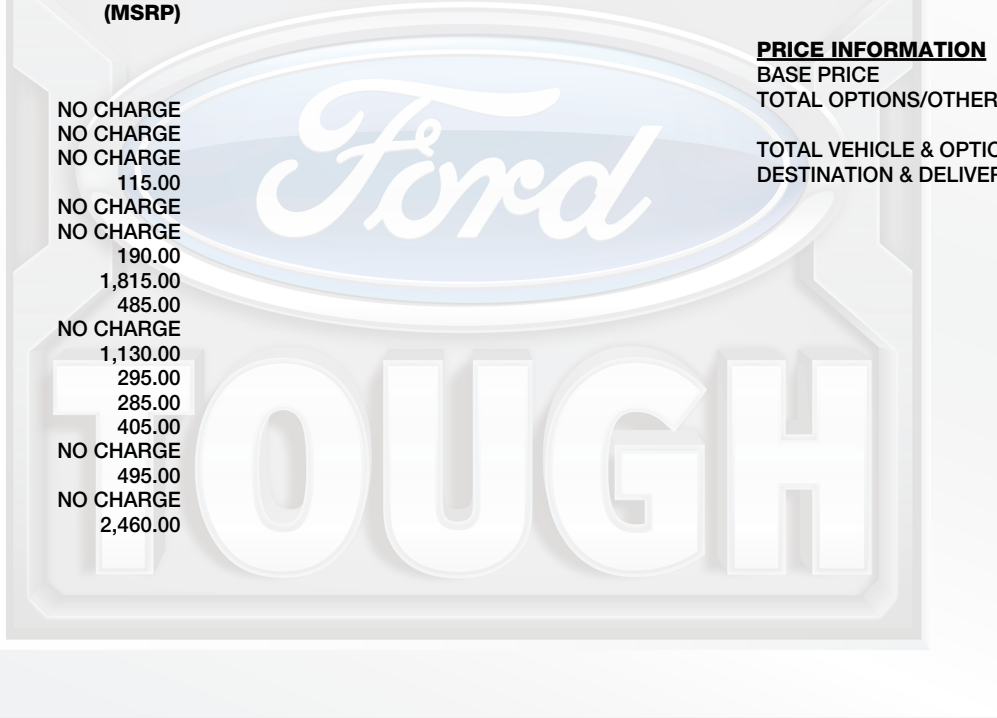 (MSRP)
NO CHARGE
NO CHARGE
NO CHARGE
115.00
NO CHARGE
NO CHARGE
190.00
1,815.00
485.00
NO CHARGE
1,130.00
295.00
285.00
405.00
NO CHARGE
495.00
NO CHARGE
2,460.00
PRICE INFORMATION
BASE PRICE
TOTAL OPTIONS/OTHER
TOTAL VEHICLE & OPTIO
DESTINATION & DELIVER
Ford
TOUGH